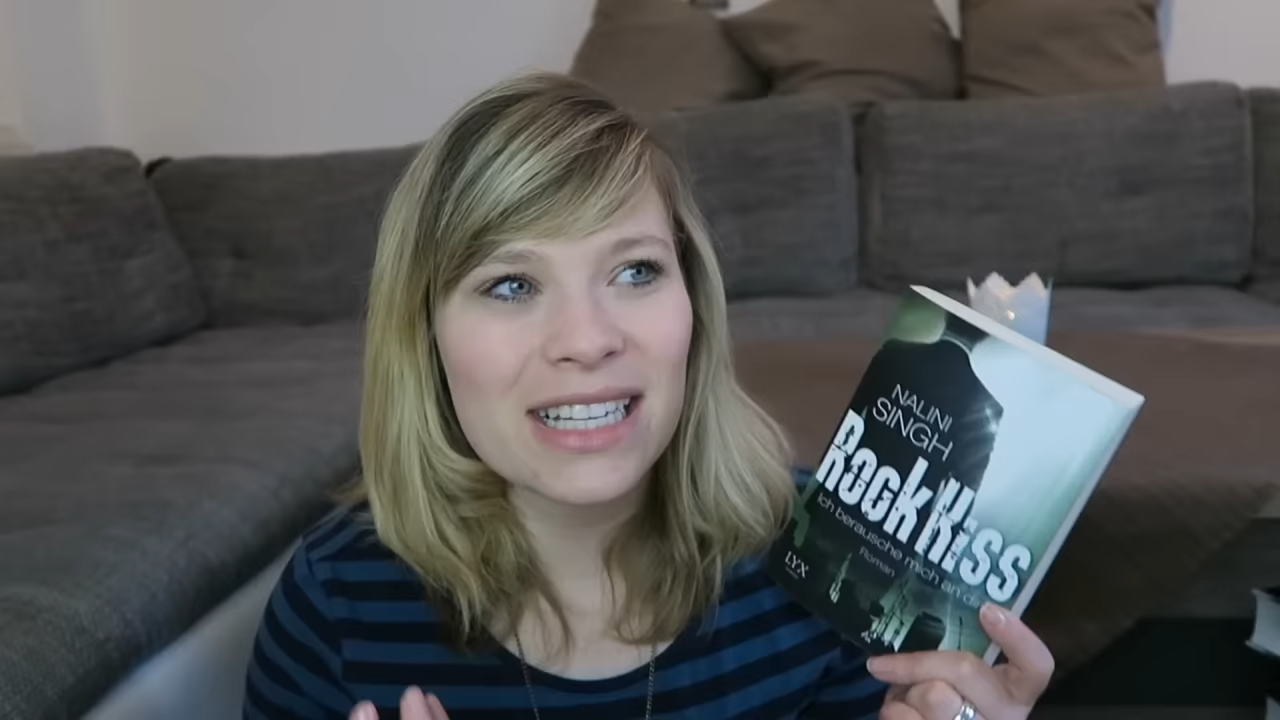 NALINI
SINGH
Rock Kiss
Ich berausche mich an
Roman
LYX